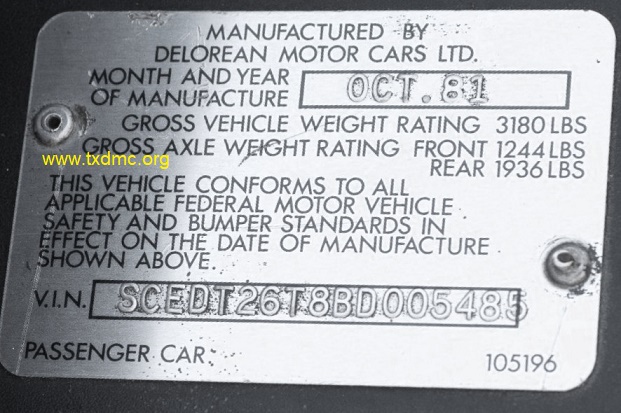 MANUFACTURED BY
DELOREAN MOTOR CARS LTD.
MONTH AND YEAR
OF MANUFACTURE OCT.81
GROSS VEHICLE WEIGHT RATING 3180 LBS
GROSS AXLE WEIGHT RATING FRONT 1244 LBS
www.txdmc.org REAR 1936 LBS
THIS VEHICLE CONFORMS TO ALL
APPLICABLE FEDERAL MOTOR VEHICLE
SAFETY AND BUMPER STANDARDS IN
EFFECT ON THE DATE OF MANUFACTURE
SHOWN ABOVE.
V.I.N. SCEDT26T8BD005485
PASSENGER CAR. 105196